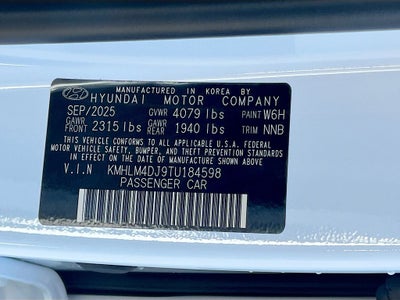 MANUFACTURED IN KOREA BY
HYUNDAI MOTOR COMPANY
SEP/2025 GVWR 4079 lbs PAINT W6H
GAWR FRONT 2315 lbs GAWR REAR 1940 lbs TRIM NNB
THIS VEHICLE CONFORMS TO ALL APPLICABLE U.S.A. FEDERAL
MOTOR VEHICLE SAFETY, BUMPER, AND THEFT PREVENTION STANDARDS
IN EFFECT ON THE DATE OF MANUFACTURE SHOWN ABOVE.
V.I.N KMHLM4DJ9TU184598
PASSENGER CAR